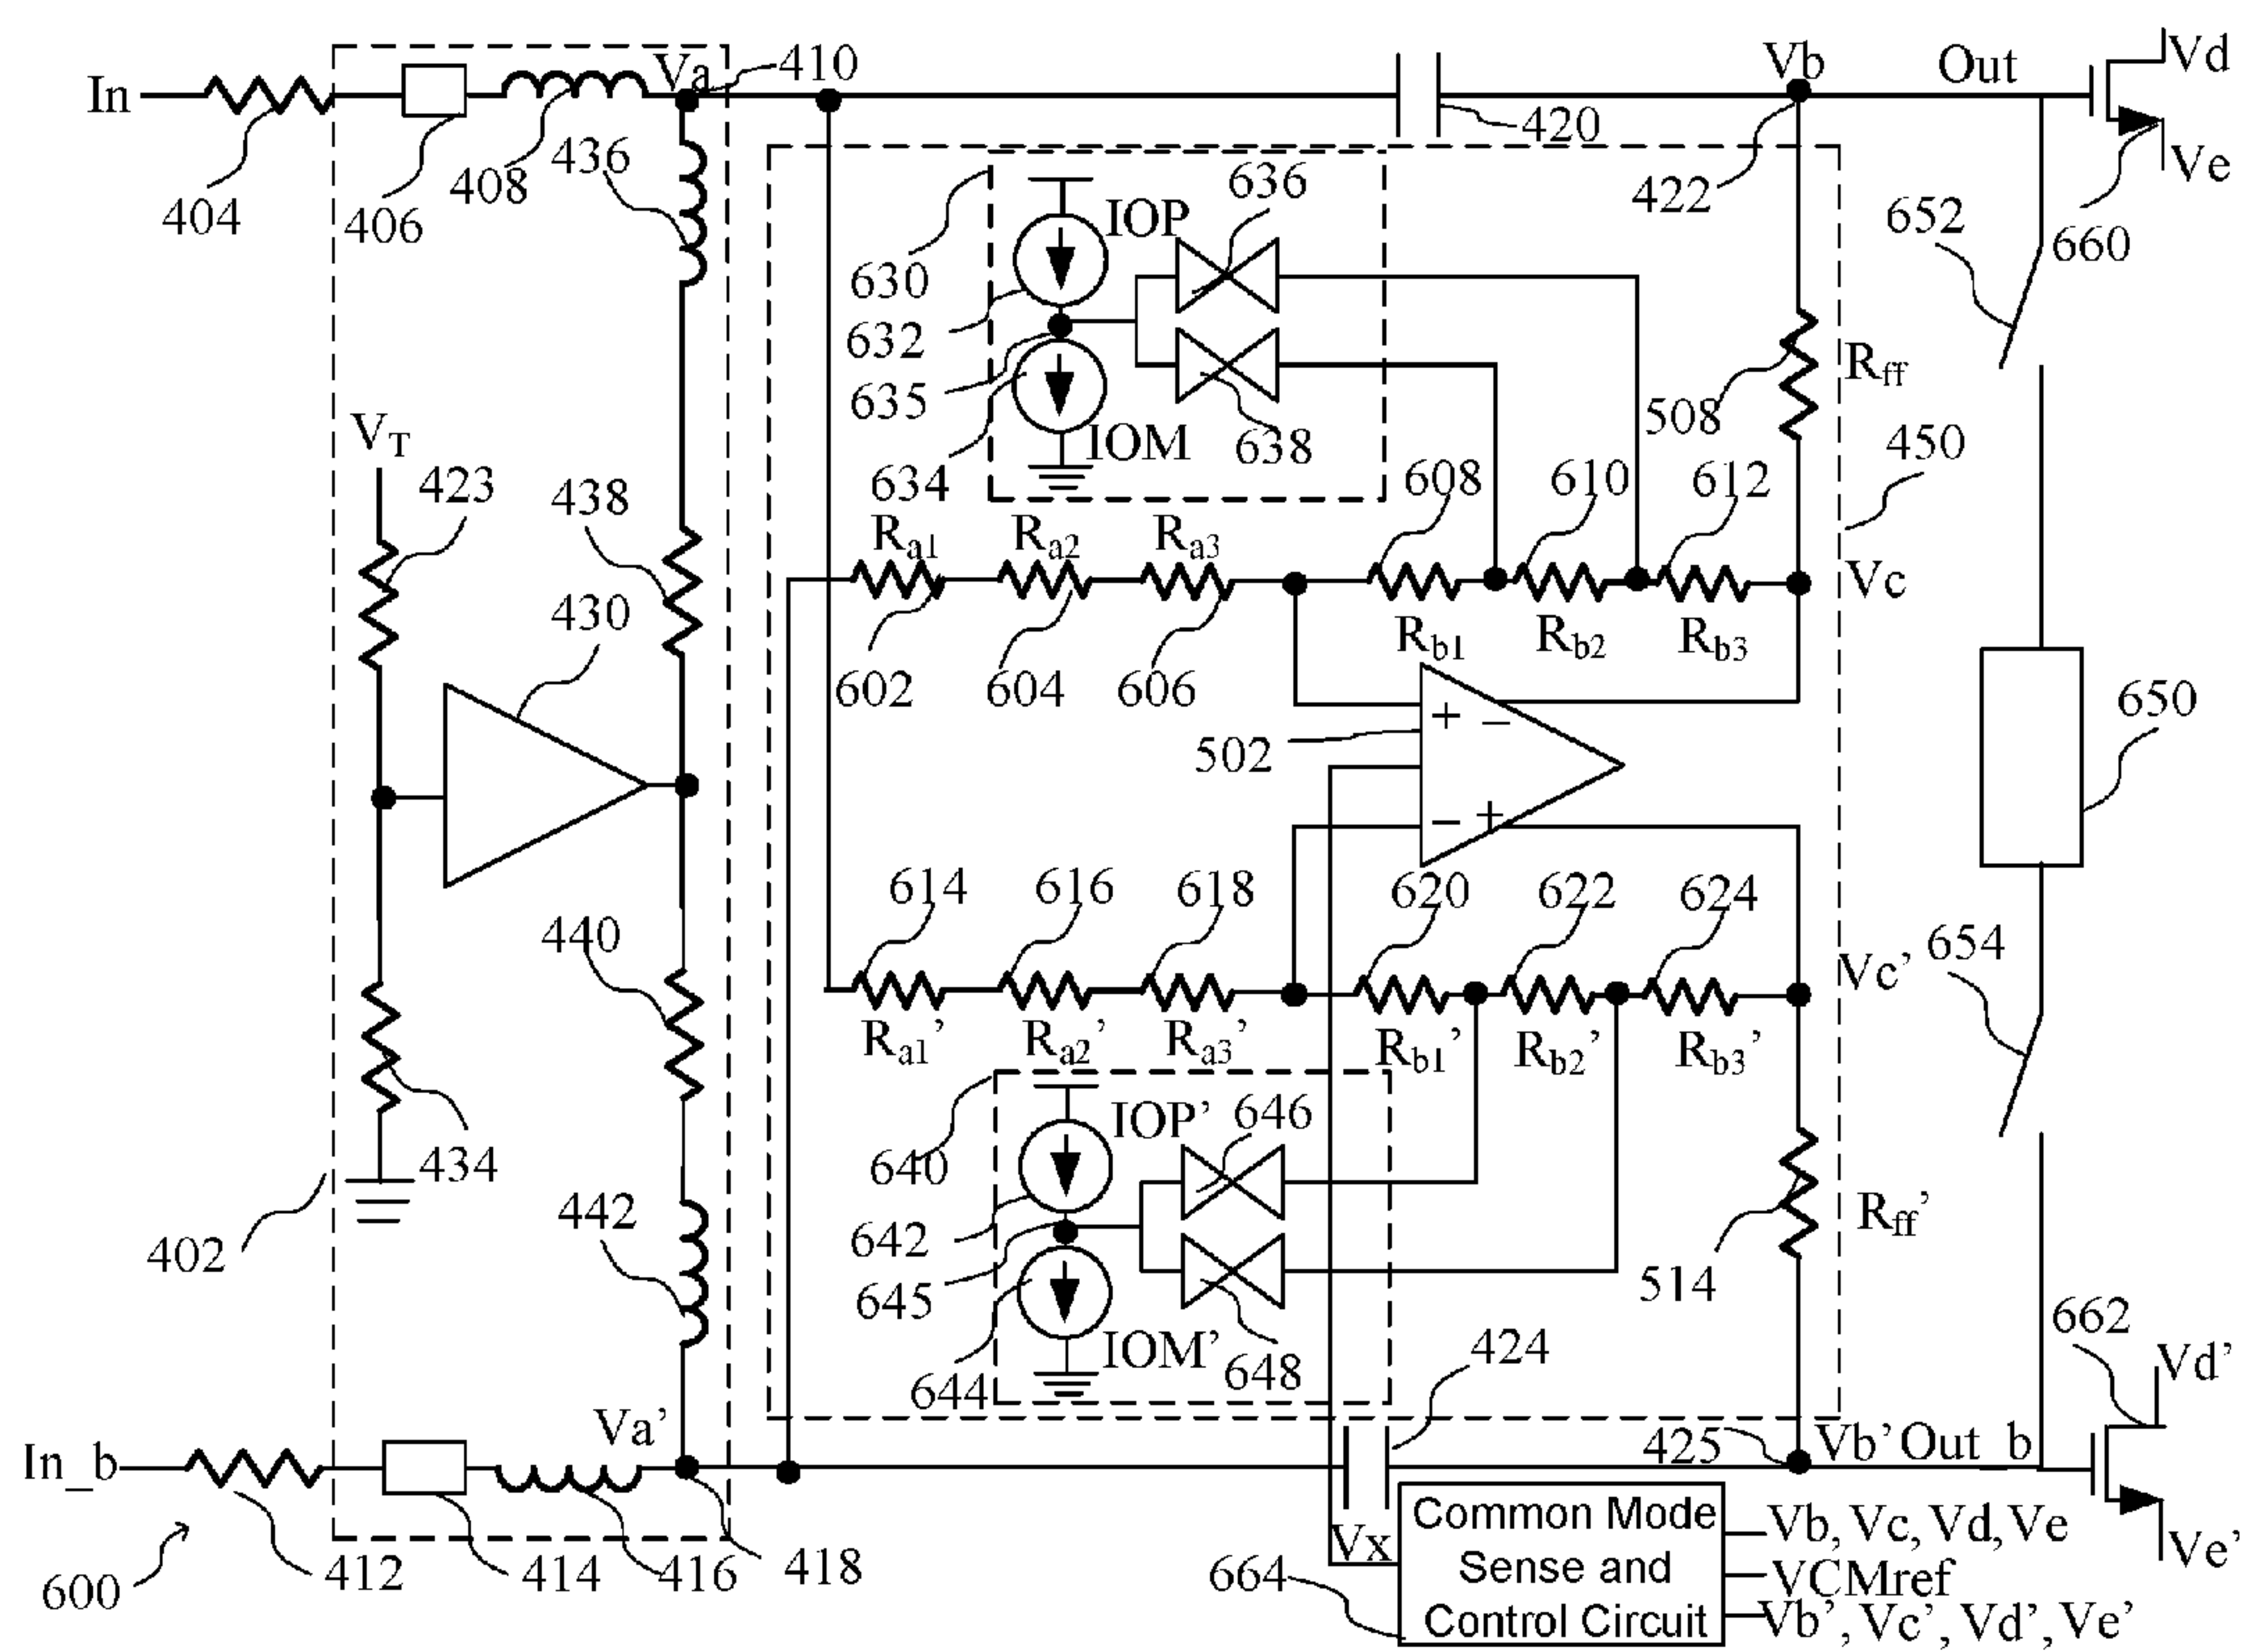 In
404
406
408
Va
410
436
420
Vb
422
Out
Vd
Ve
660
652
630
IOP
636
632
635
634
IOM
638
508
Rff
450
VT
423
438
430
Ra1
Ra2
Ra3
608
610
612
Vc
602
604
606
Rb1
Rb2
Rb3
502
+ −
− +
650
614
616
618
620
622
624
654
440
Ra1’
Ra2’
Ra3’
Rb1’
Rb2’
Rb3’
Vc’
434
402
442
640
IOP’
646
642
645
644
IOM’
648
424
514
Rff’
662
Vd’
Va’
In_b
412
414
416
418
600
425
Vb’
Out_b
Ve’
Vx
664
Common Mode
Sense and
Control Circuit
Vb, Vc, Vd, Ve
VCMref
Vb’, Vc’, Vd’, Ve’